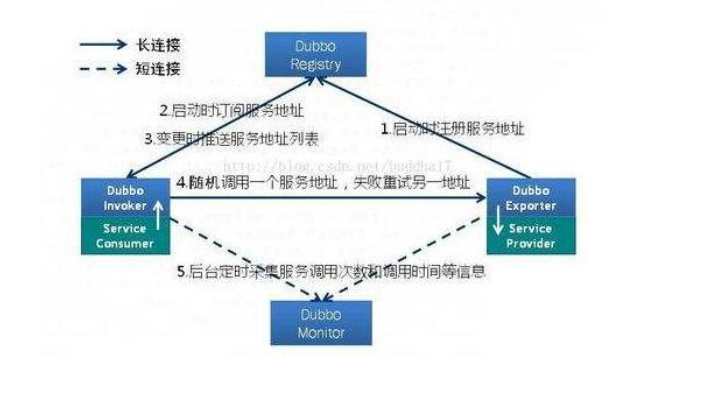 长连接
短连接
Dubbo
Registry
2.启动时订阅服务地址
1.启动时注册服务地址
3.变更时推送服务地址列表
http://blog.csdn.net/buddha17
4.随机调用一个服务地址，失败重试另一地址
Dubbo
Invoker
Service
Consumer
Dubbo
Exporter
Service
Provider
5.后台定时采集服务调用次数和调用时间等信息
Dubbo
Monitor